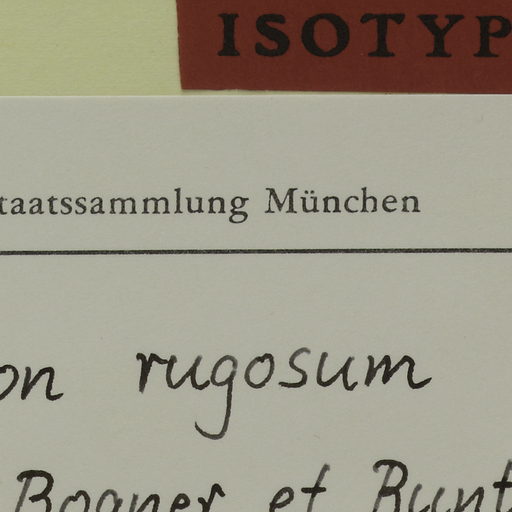 ISOTYP
taatssammlung München
on rugosum
Bogner et Bunt